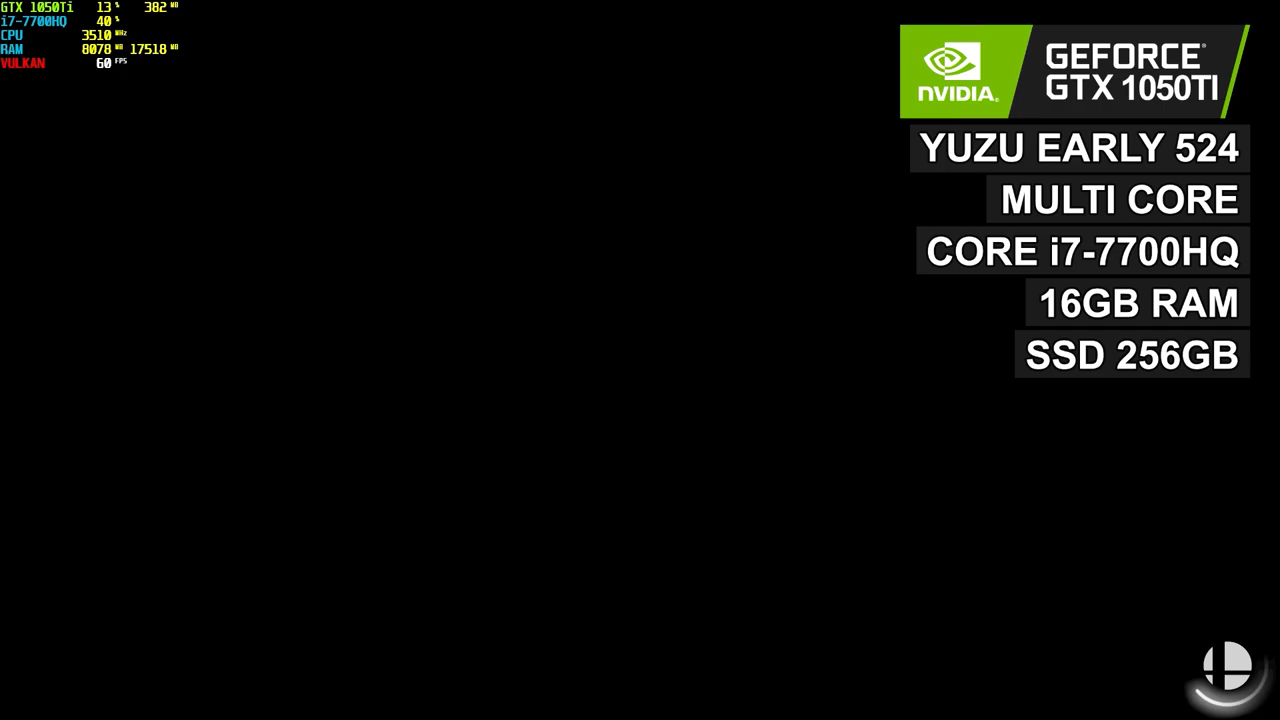 GTX 1050Ti 13 % 382 MB
i7-7700HQ 40 %
CPU 3510 MHz
RAM 8078 MB 17518 MB
VULKAN 60 FPS
NVIDIA.
GEFORCE®
GTX 1050TI
YUZU EARLY 524
MULTI CORE
CORE i7-7700HQ
16GB RAM
SSD 256GB